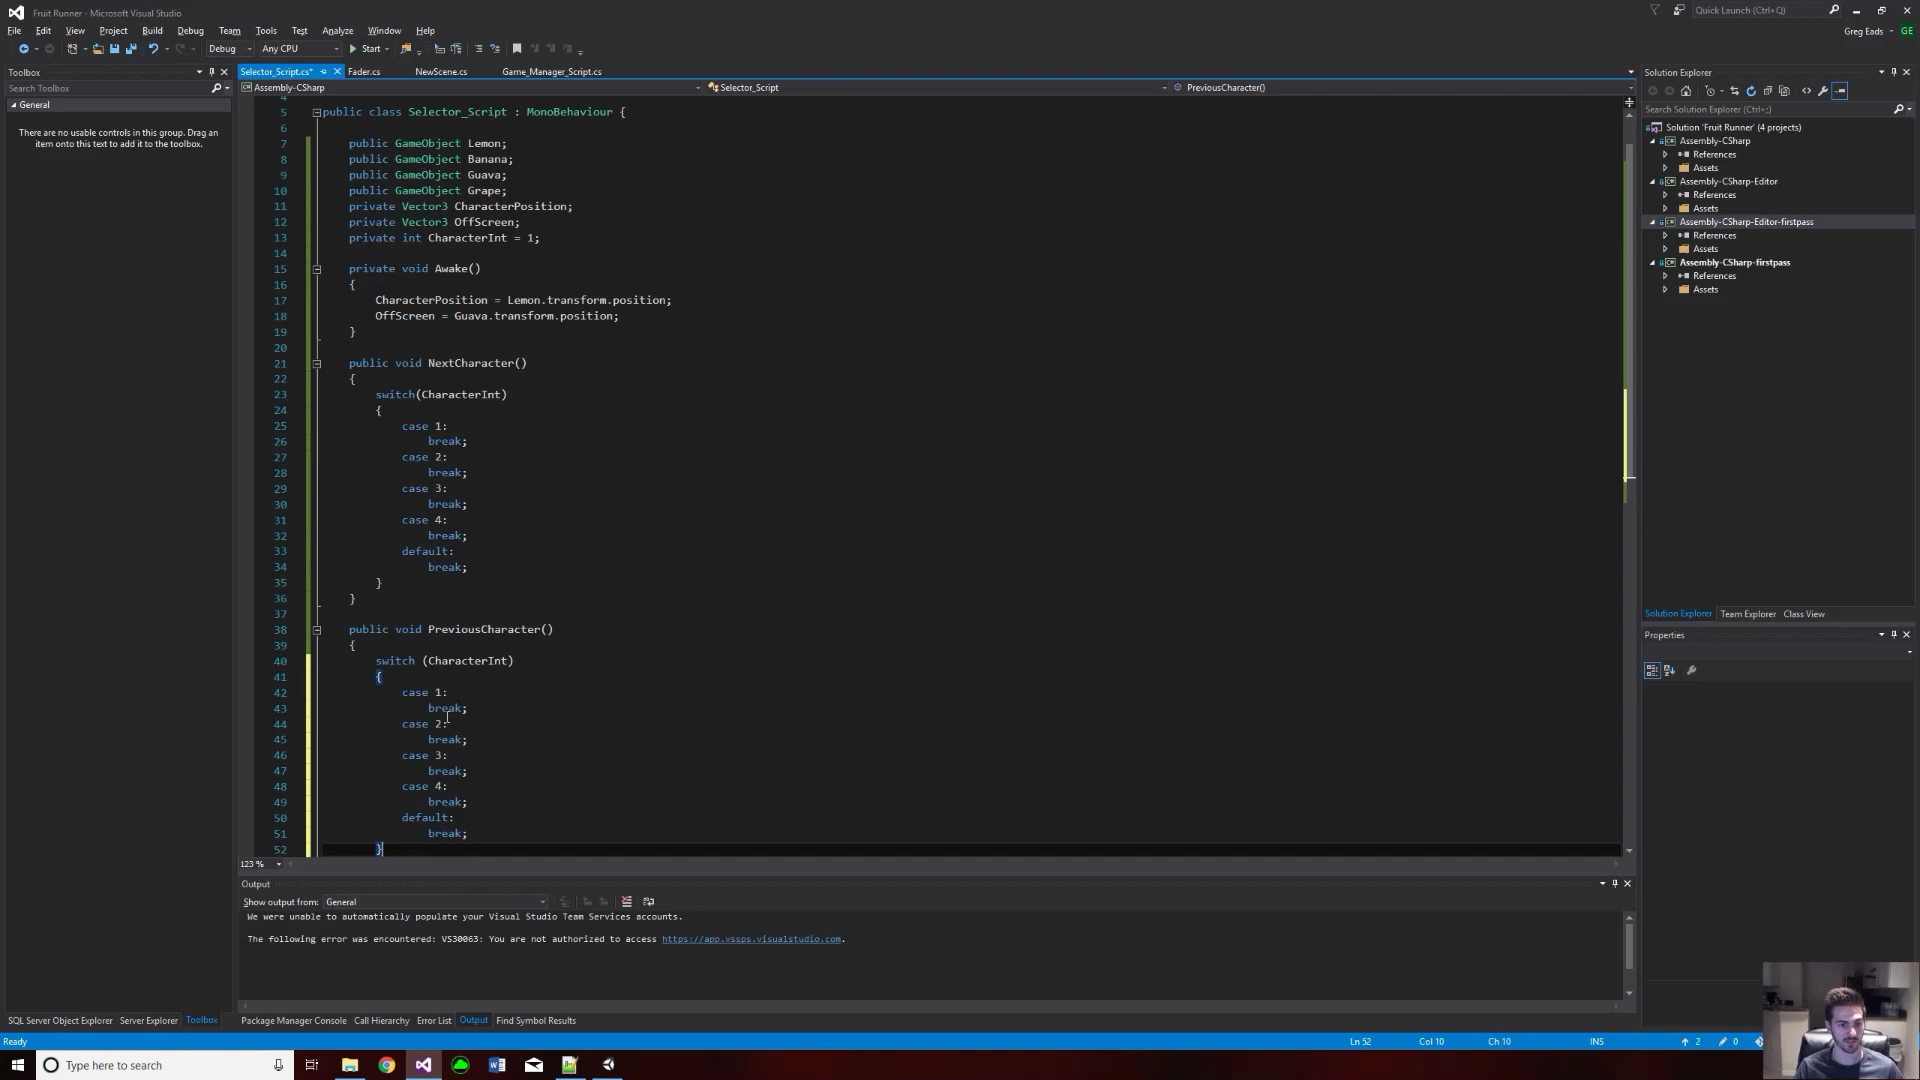 Fruit Runner - Microsoft Visual Studio
Quick Launch (Ctrl+Q)
File Edit View Project Build Debug Team Tools Test Analyze Window Help
Greg Eads GE
Debug Any CPU Start
Toolbox
Search Toolbox
General
There are no usable controls in this group. Drag an
item onto this text to add it to the toolbox.
Selector_Script.cs* Fader.cs NewScene.cs Game_Manager_Script.cs
Assembly-CSharp Selector_Script PreviousCharacter()
4
5 public class Selector_Script : MonoBehaviour {
6
7 public GameObject Lemon;
8 public GameObject Banana;
9 public GameObject Guava;
10 public GameObject Grape;
11 private Vector3 CharacterPosition;
12 private Vector3 OffScreen;
13 private int CharacterInt = 1;
14
15 private void Awake()
16 {
17 CharacterPosition = Lemon.transform.position;
18 OffScreen = Guava.transform.position;
19 }
20
21 public void NextCharacter()
22 {
23 switch(CharacterInt)
24 {
25 case 1:
26 break;
27 case 2:
28 break;
29 case 3:
30 break;
31 case 4:
32 break;
33 default:
34 break;
35 }
36 }
37
38 public void PreviousCharacter()
39 {
40 switch (CharacterInt)
41 {
42 case 1:
43 break;
44 case 2:
45 break;
46 case 3:
47 break;
48 case 4:
49 break;
50 default:
51 break;
52 }
123 %
Output
Show output from: General
We were unable to automatically populate your Visual Studio Team Services accounts.
The following error was encountered: VS30063: You are not authorized to access https://app.vssps.visualstudio.com.
Solution Explorer
Search Solution Explorer (Ctrl+;)
Solution 'Fruit Runner' (4 projects)
Assembly-CSharp
References
Assets
Assembly-CSharp-Editor
References
Assets
Assembly-CSharp-Editor-firstpass
References
Assets
Assembly-CSharp-firstpass
References
Assets
Solution Explorer Team Explorer Class View
Properties
SQL Server Object Explorer Server Explorer Toolbox
Package Manager Console Call Hierarchy Error List Output Find Symbol Results
Ready Ln 52 Col 10 Ch 10 INS 2 0
Type here to search